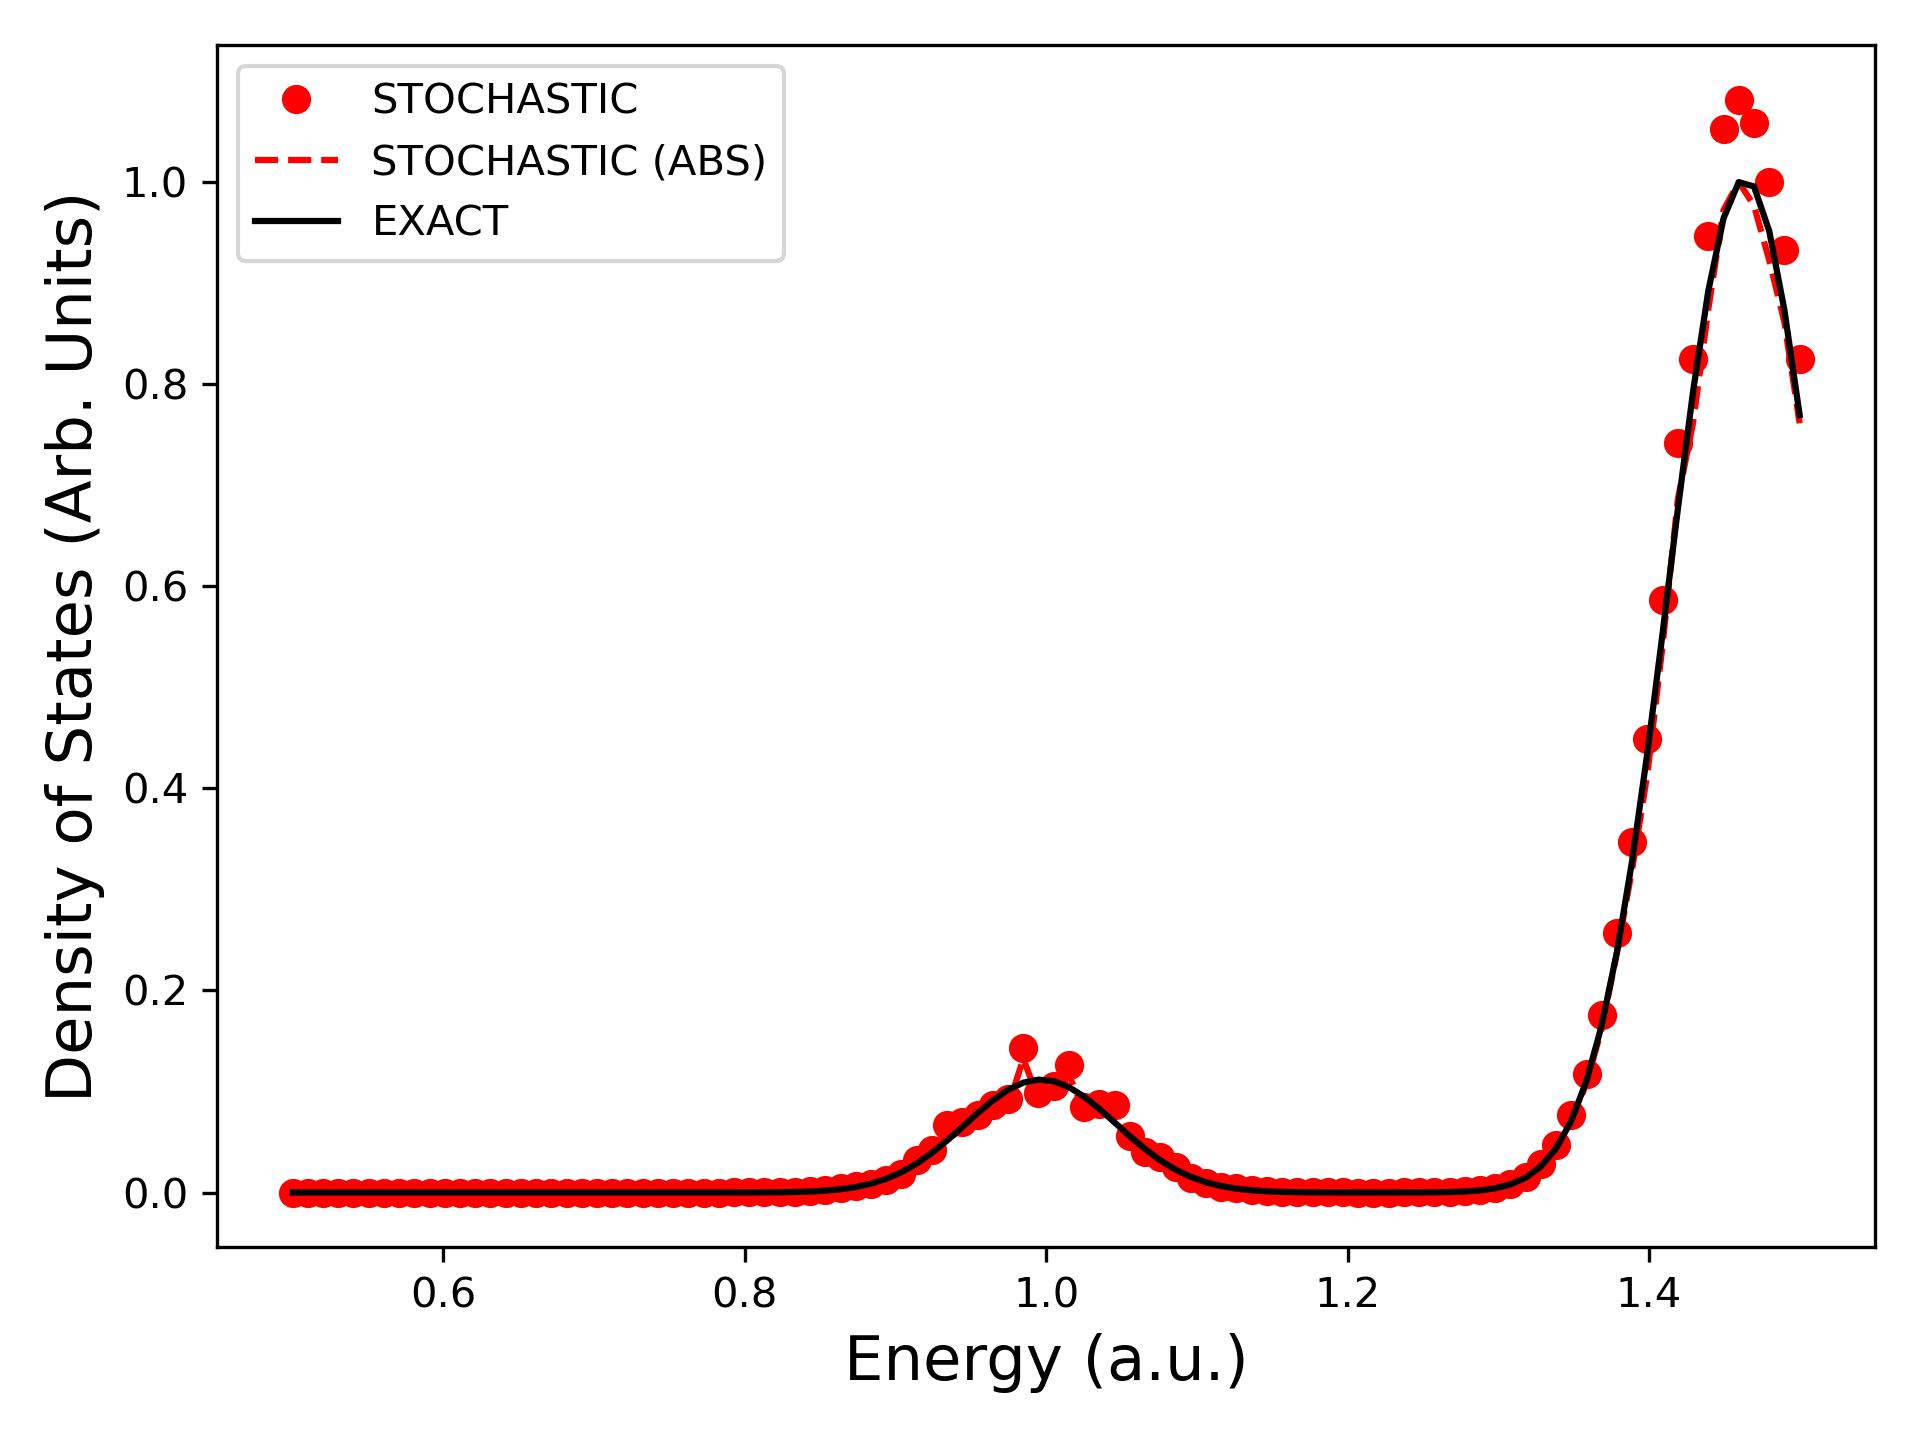 STOCHASTIC
STOCHASTIC (ABS)
EXACT
Density of States (Arb. Units)
1.0
0.8
0.6
0.4
0.2
0.0
0.6 0.8 1.0 1.2 1.4
Energy (a.u.)